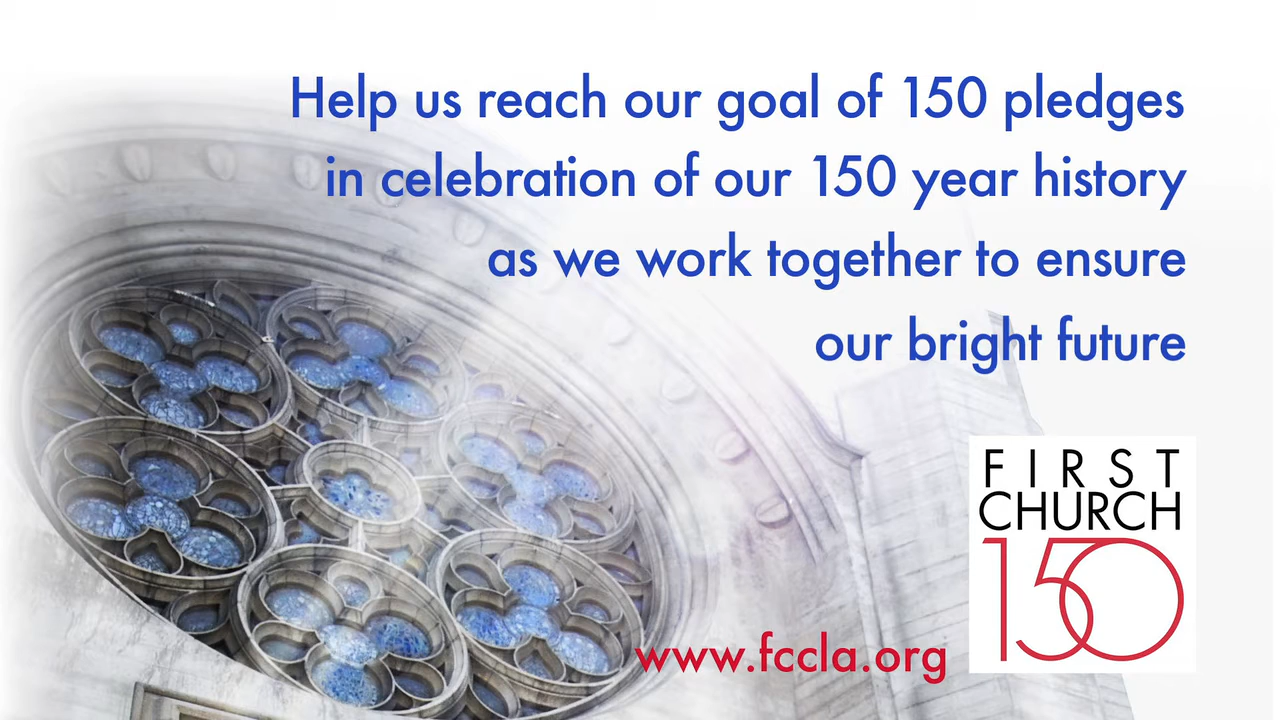 Help us reach our goal of 150 pledges
in celebration of our 150 year history
as we work together to ensure
our bright future
FIRST
CHURCH
150
www.fccla.org